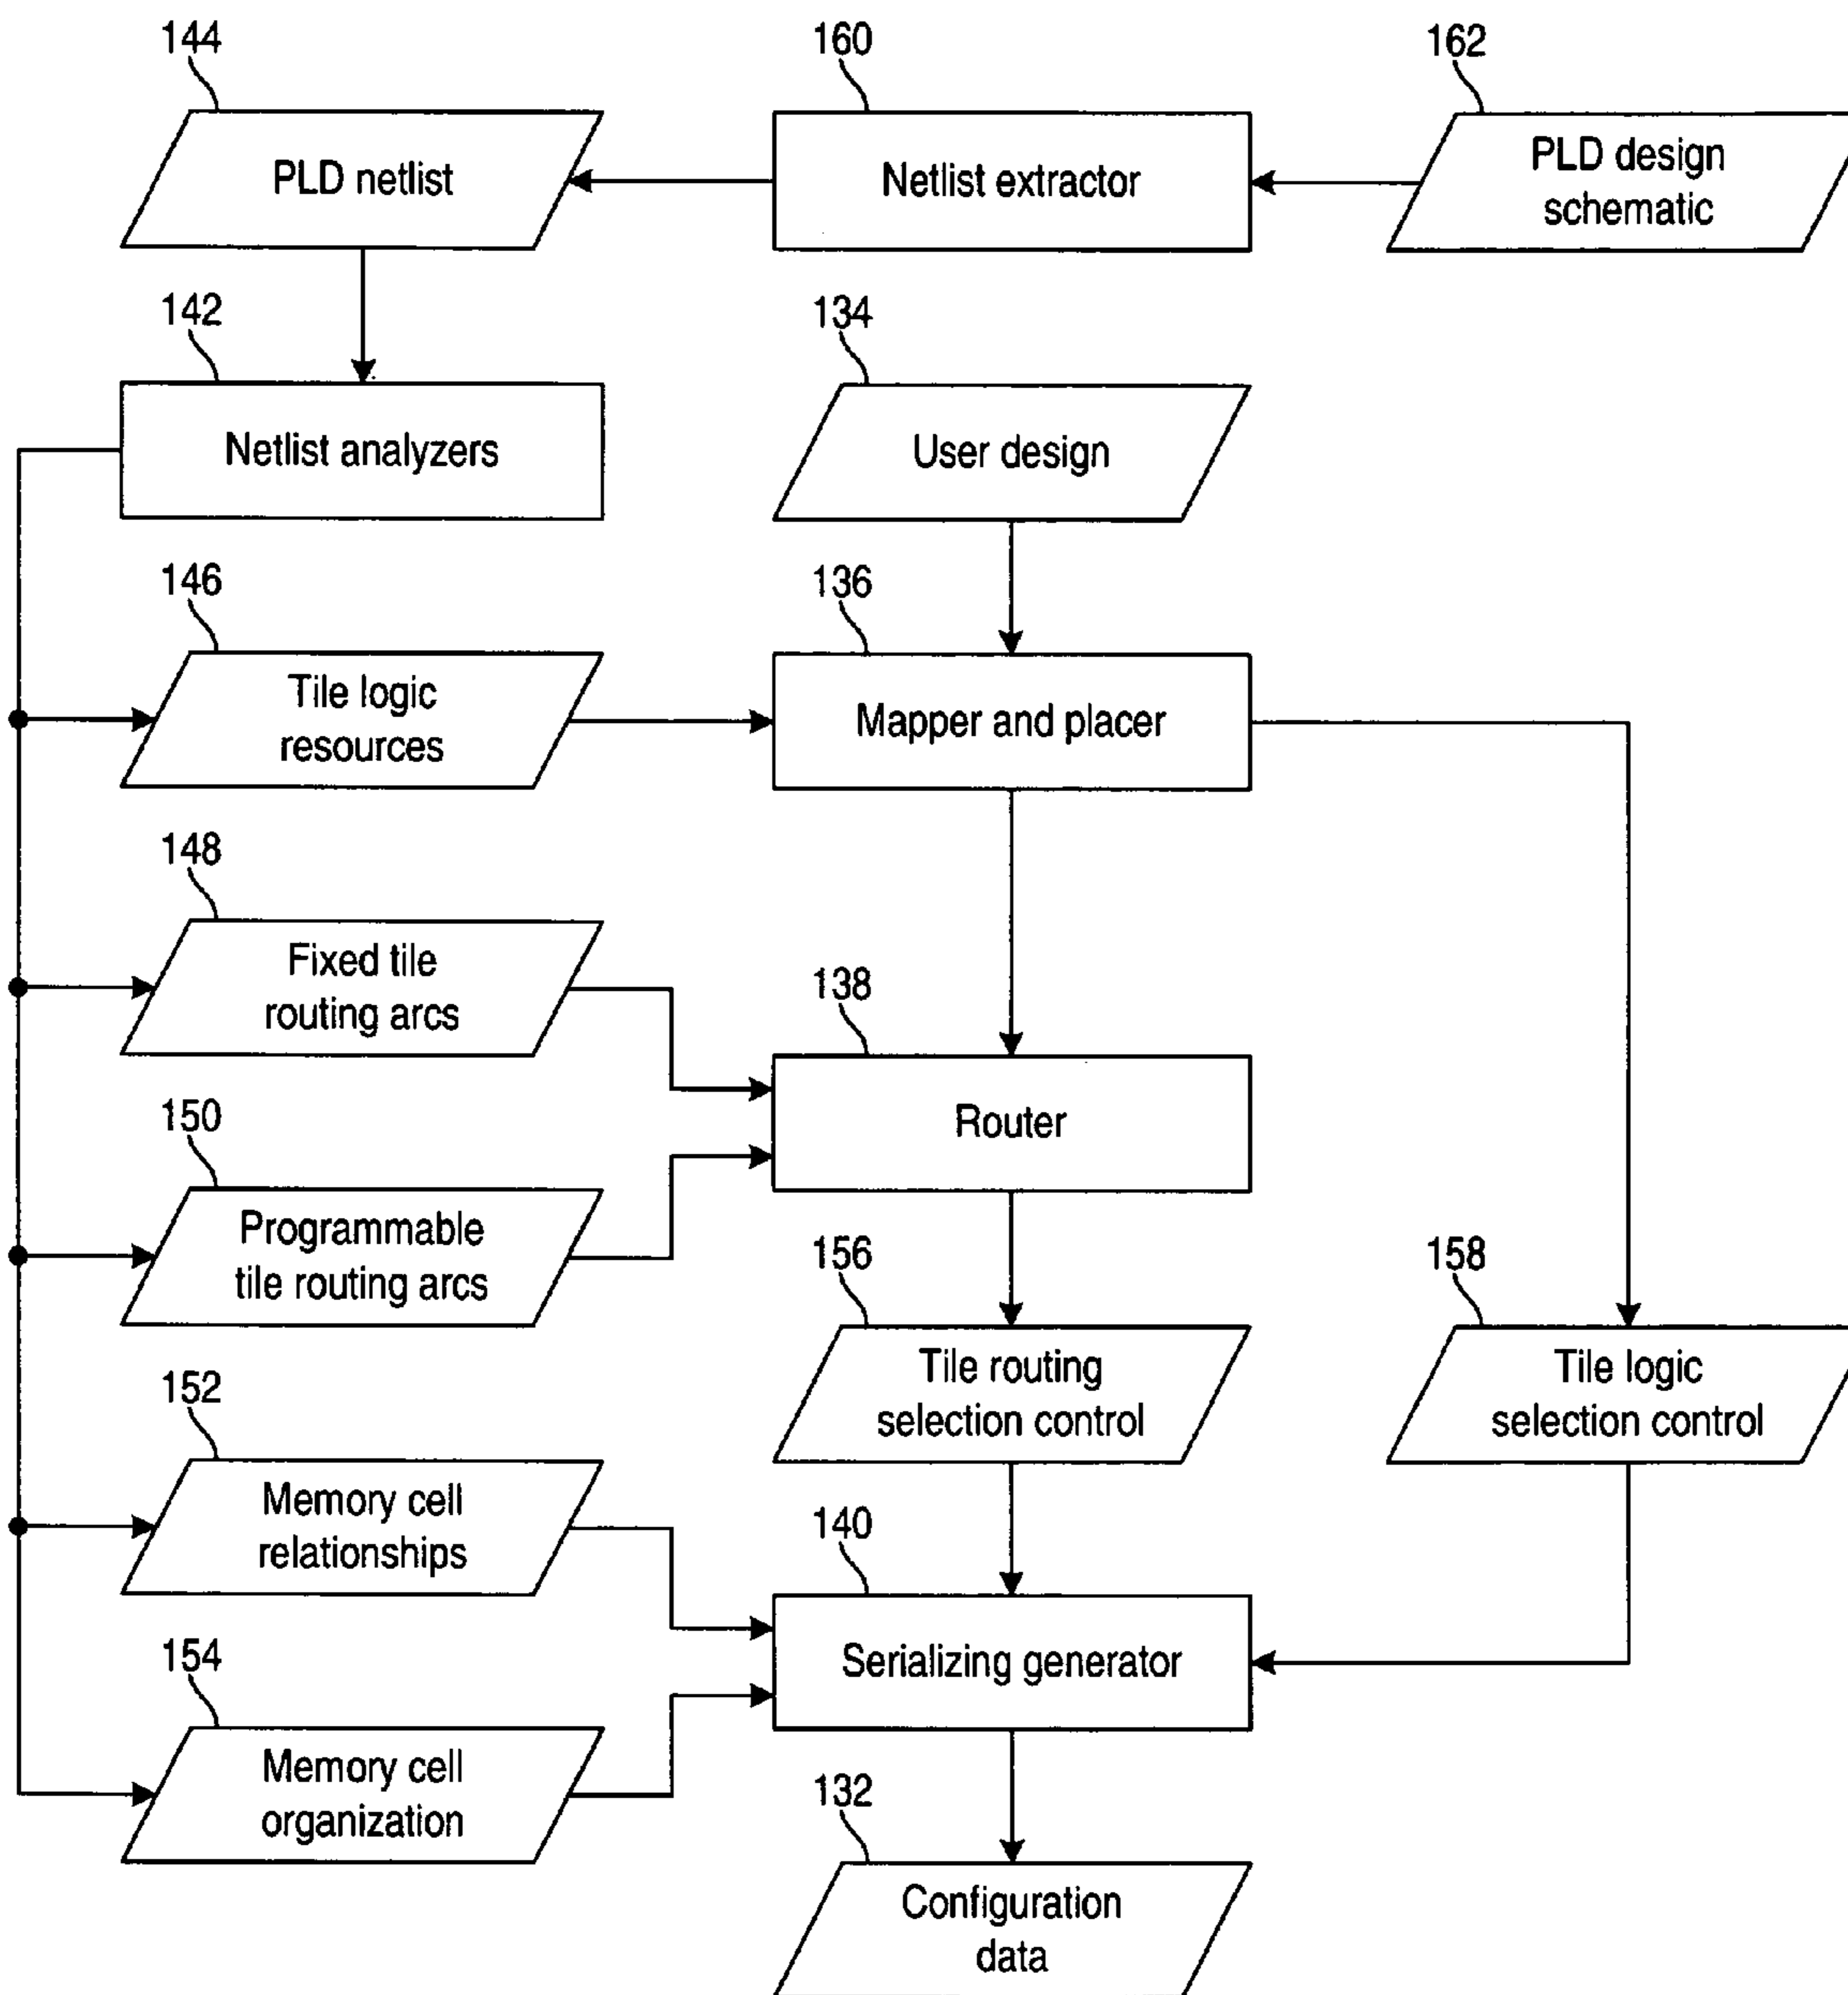 144
160
162
PLD netlist
Netlist extractor
PLD design
schematic
142
134
Netlist analyzers
User design
146
136
Tile logic
resources
Mapper and placer
148
Fixed tile
routing arcs
138
Router
150
Programmable
tile routing arcs
156
158
Tile routing
selection control
Tile logic
selection control
152
Memory cell
relationships
140
Serializing generator
154
Memory cell
organization
132
Configuration
data